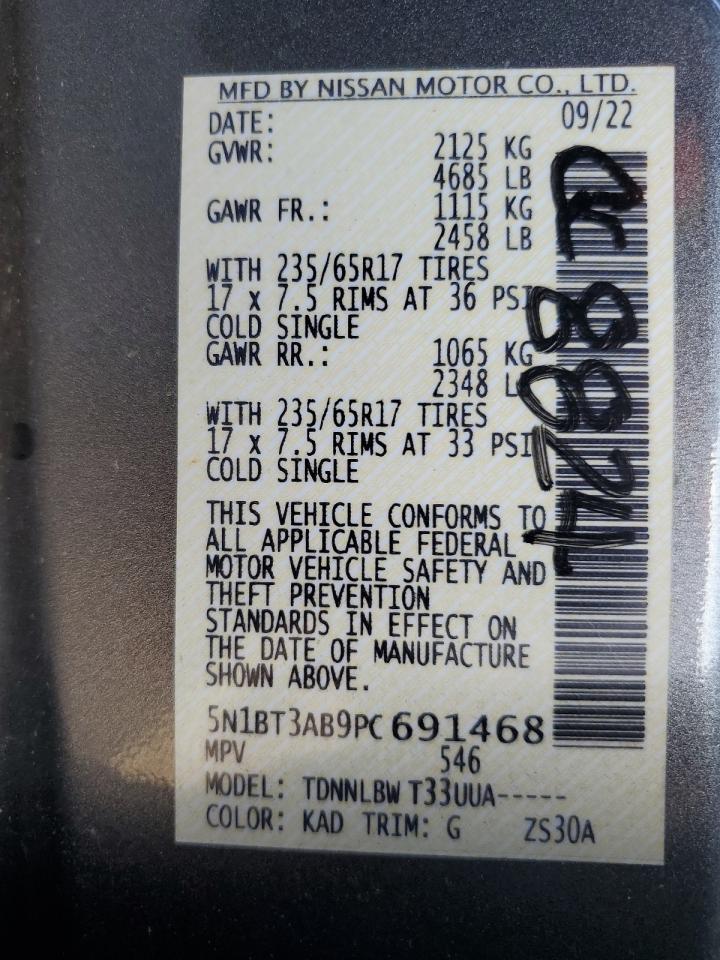 MFD BY NISSAN MOTOR CO., LTD.
DATE: 09/22
GVWR: 2125 KG
4685 LB
GAWR FR.: 1115 KG
2458 LB
WITH 235/65R17 TIRES
17 x 7.5 RIMS AT 36 PSI
COLD SINGLE
GAWR RR.: 1065 KG
2348 L
WITH 235/65R17 TIRES
17 x 7.5 RIMS AT 33 PSI
COLD SINGLE
THIS VEHICLE CONFORMS TO
ALL APPLICABLE FEDERAL
MOTOR VEHICLE SAFETY AND
THEFT PREVENTION
STANDARDS IN EFFECT ON
THE DATE OF MANUFACTURE
SHOWN ABOVE.
5N1BT3AB9PC691468
MPV 546
MODEL: TDNNLBW T33UUA-----
COLOR: KAD TRIM: G ZS30A
8824